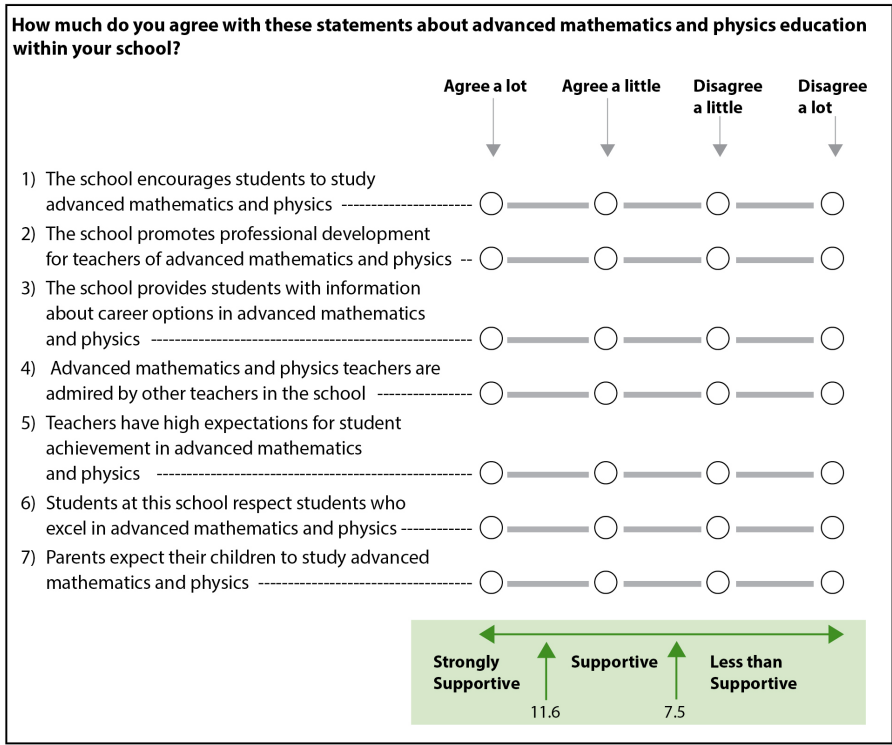 How much do you agree with these statements about advanced mathematics and physics education
within your school?
Agree a lot
Agree a little
Disagree
a little
Disagree
a lot
1) The school encourages students to study
advanced mathematics and physics
2) The school promotes professional development
for teachers of advanced mathematics and physics
3) The school provides students with information
about career options in advanced mathematics
and physics
4) Advanced mathematics and physics teachers are
admired by other teachers in the school
5) Teachers have high expectations for student
achievement in advanced mathematics
and physics
6) Students at this school respect students who
excel in advanced mathematics and physics
7) Parents expect their children to study advanced
mathematics and physics
Strongly
Supportive
Supportive
Less than
Supportive
11.6
7.5